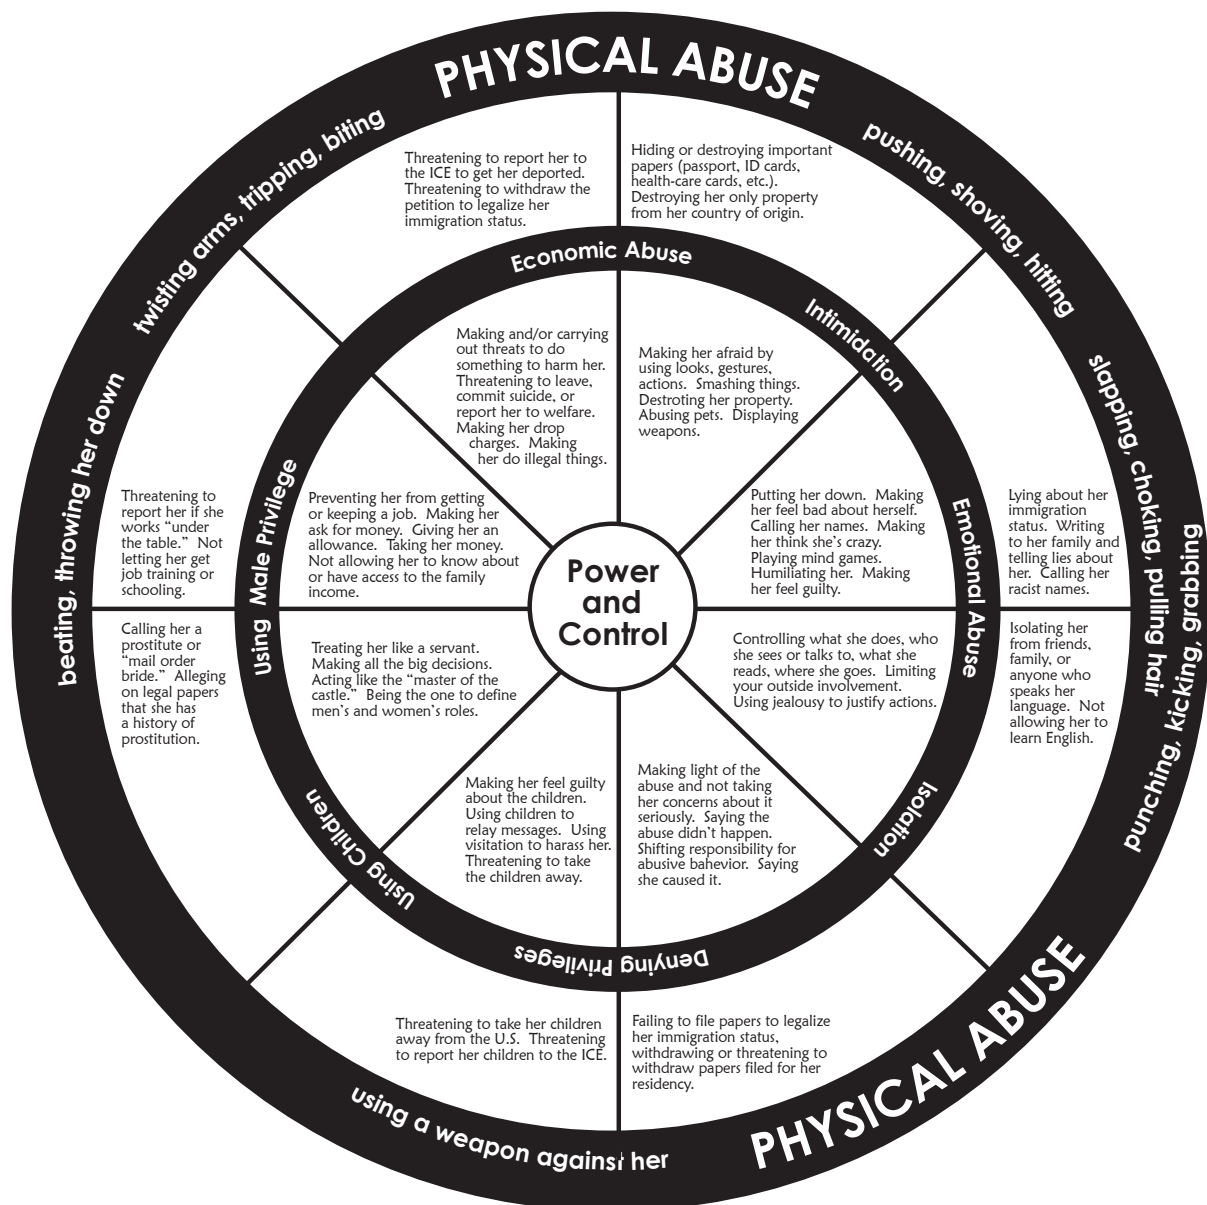 PHYSICAL ABUSE
twisting arms, tripping, biting
pushing, shoving, hitting
slapping, choking, pulling hair
punching, kicking, grabbing
beating, throwing her down
using a weapon against her
PHYSICAL ABUSE
Threatening to report her to
the ICE to get her deported.
Threatening to withdraw the
petition to legalize her
immigration status.
Hiding or destroying important
papers (passport, ID cards,
health-care cards, etc.).
Destroying her only property
from her country of origin.
Economic Abuse
Intimidation
Emotional Abuse
Isolation
Denying Privileges
Using Children
Using Male Privilege
Making and/or carrying
out threats to do
something to harm her.
Threatening to leave,
commit suicide, or
report her to welfare.
Making her drop
charges. Making
her do illegal things.
Making her afraid by
using looks, gestures,
actions. Smashing things.
Destroting her property.
Abusing pets. Displaying
weapons.
Threatening to
report her if she
works “under
the table.” Not
letting her get
job training or
schooling.
Preventing her from getting
or keeping a job. Making her
ask for money. Giving her an
allowance. Taking her money.
Not allowing her to know about
or have access to the family
income.
Putting her down. Making
her feel bad about herself.
Calling her names. Making
her think she’s crazy.
Playing mind games.
Humiliating her. Making
her feel guilty.
Lying about her
immigration
status. Writing
to her family and
telling lies about
her. Calling her
racist names.
Power
and
Control
Calling her a
prostitute or
“mail order
bride.” Alleging
on legal papers
that she has
a history of
prostitution.
Treating her like a servant.
Making all the big decisions.
Acting like the “master of the
castle.” Being the one to define
men’s and women’s roles.
Controlling what she does, who
she sees or talks to, what she
reads, where she goes. Limiting
your outside involvement.
Using jealousy to justify actions.
Isolating her
from friends,
family, or
anyone who
speaks her
language. Not
allowing her to
learn English.
Making her feel guilty
about the children.
Using children to
relay messages. Using
visitation to harass her.
Threatening to take
the children away.
Making light of the
abuse and not taking
her concerns about it
seriously. Saying the
abuse didn’t happen.
Shifting responsibility for
abusive bahevior. Saying
she caused it.
Threatening to take her children
away from the U.S. Threatening
to report her children to the ICE.
Failing to file papers to legalize
her immigration status,
withdrawing or threatening to
withdraw papers filed for her
residency.